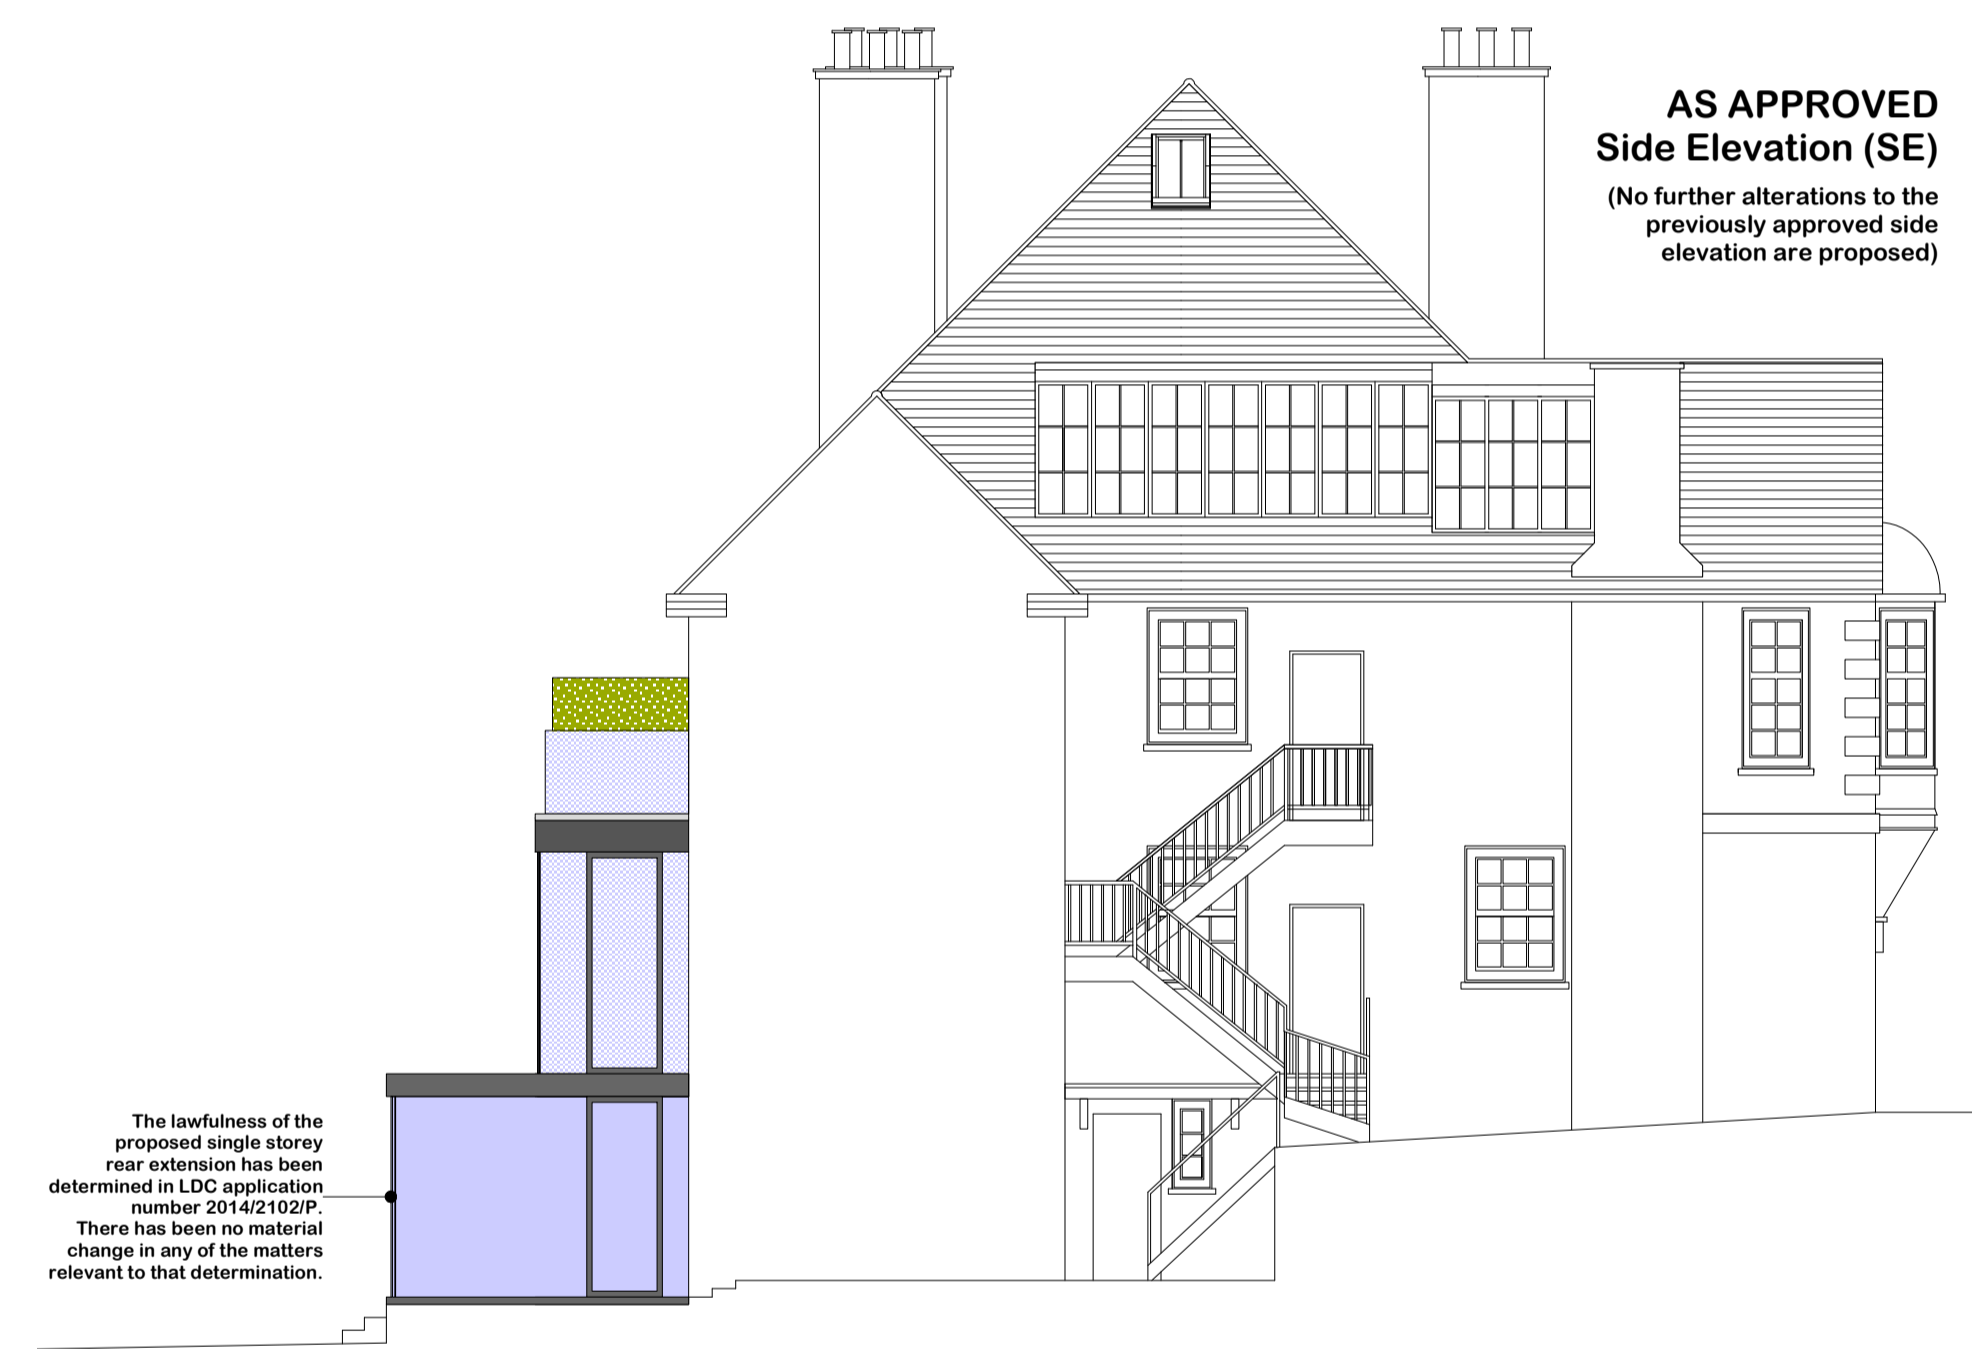 AS APPROVED
Side Elevation (SE)
(No further alterations to the
previously approved side
elevation are proposed)
The lawfulness of the
proposed single storey
rear extension has been
determined in LDC application
number 2014/2102/P.
There has been no material
change in any of the matters
relevant to that determination.